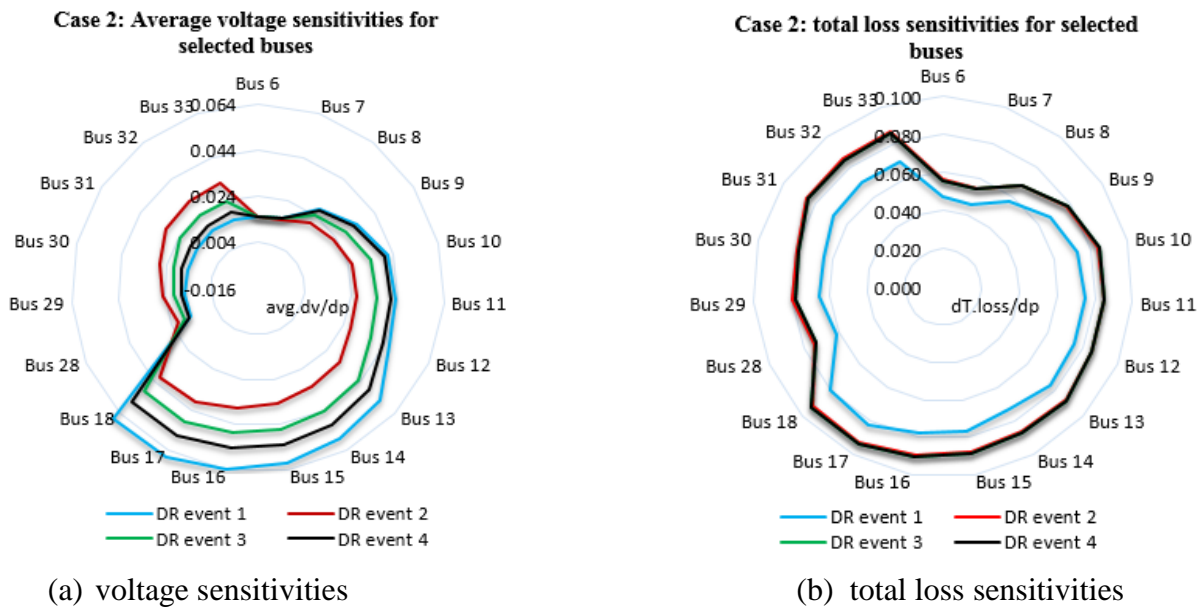 Case 2: Average voltage sensitivities for
selected buses
Bus 6
Bus 7
Bus 8
Bus 9
Bus 10
Bus 11
Bus 12
Bus 13
Bus 14
Bus 15
Bus 16
Bus 17
Bus 18
Bus 28
Bus 29
Bus 30
Bus 31
Bus 32
Bus 33
0.064
0.044
0.024
0.004
-0.016
avg.dv/dp
DR event 1
DR event 2
DR event 3
DR event 4
(a) voltage sensitivities
Case 2: total loss sensitivities for selected
buses
Bus 6
Bus 7
Bus 8
Bus 9
Bus 10
Bus 11
Bus 12
Bus 13
Bus 14
Bus 15
Bus 16
Bus 17
Bus 18
Bus 28
Bus 29
Bus 30
Bus 31
Bus 32
Bus 33
0.100
0.080
0.060
0.040
0.020
0.000
dT.loss/dp
DR event 1
DR event 2
DR event 3
DR event 4
(b) total loss sensitivities